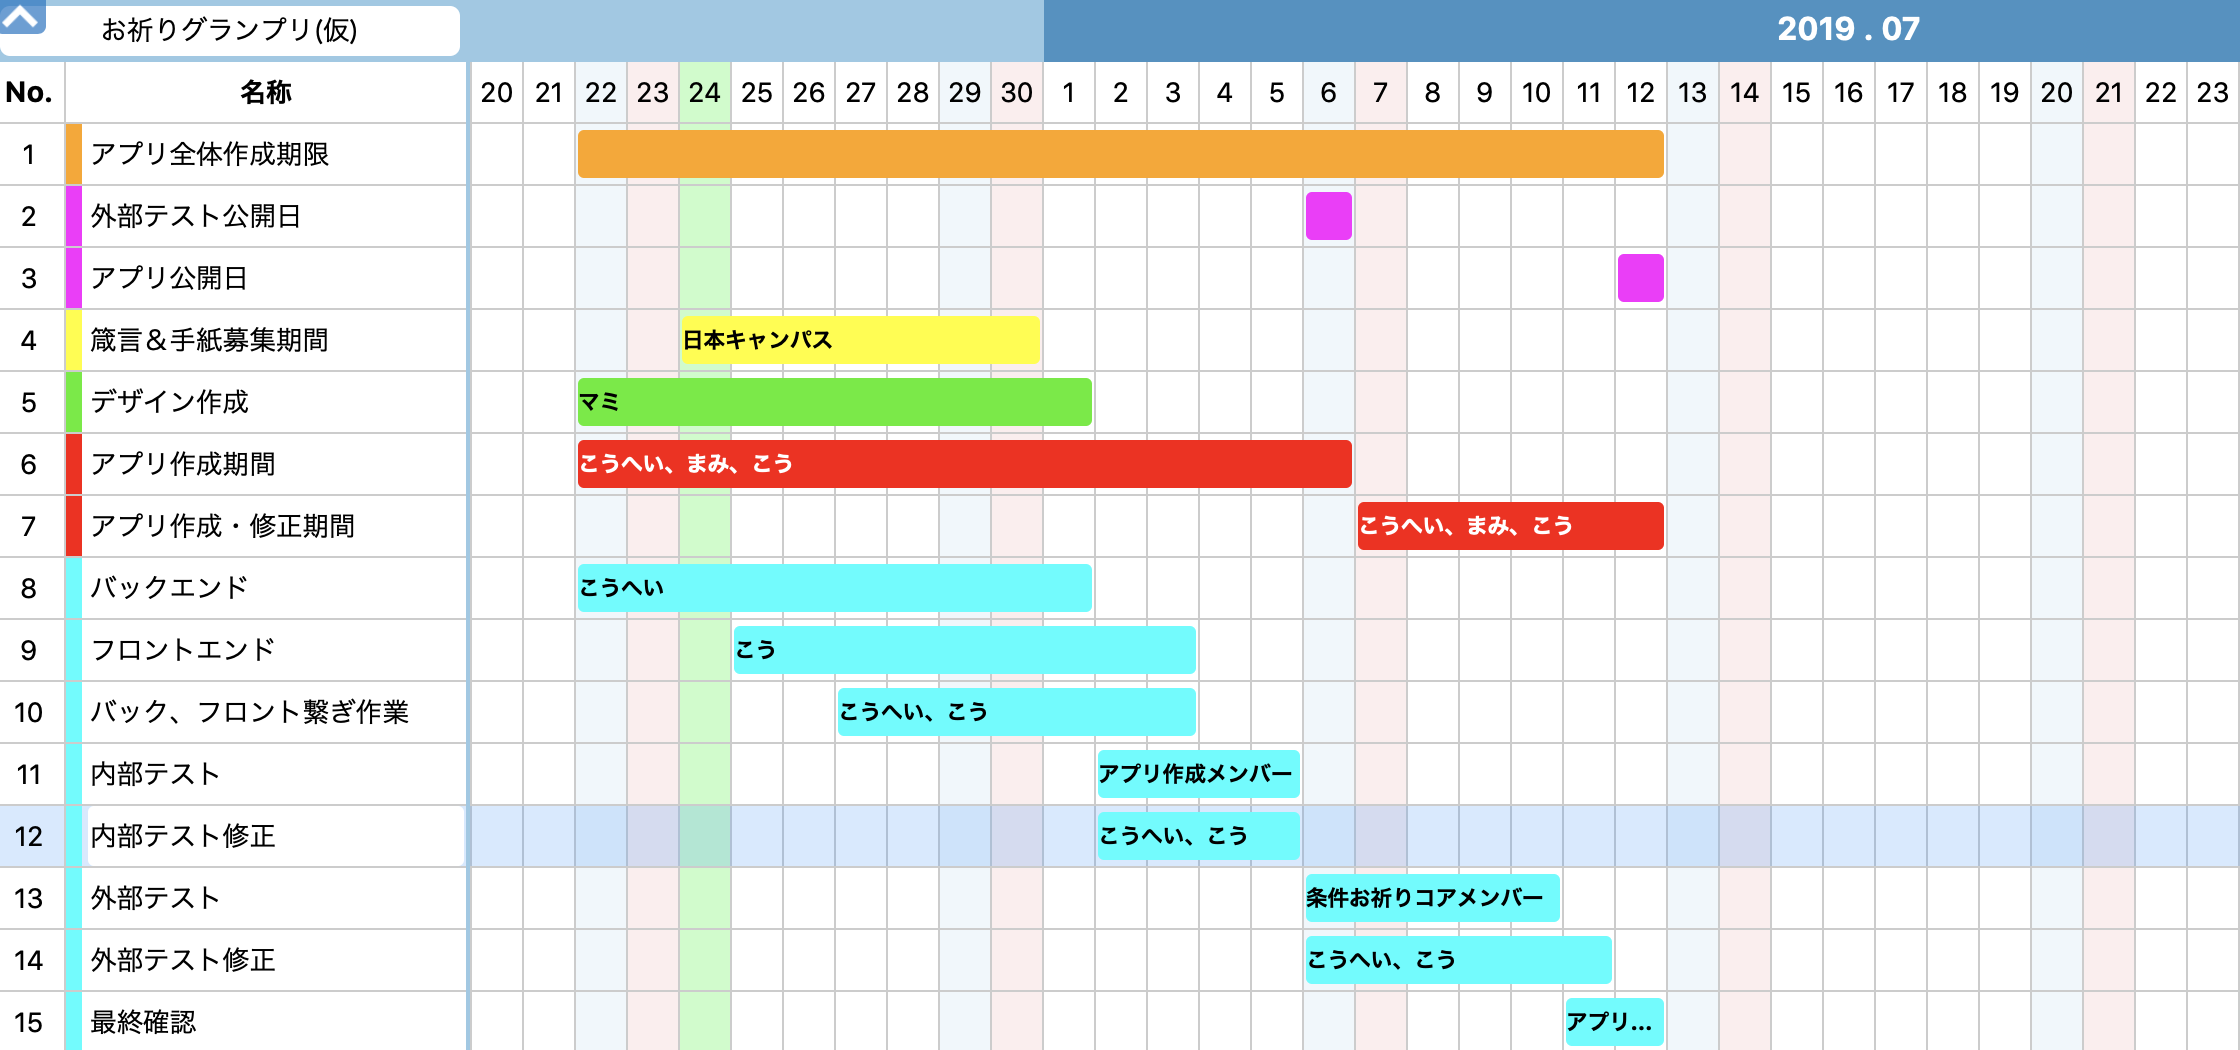 お祈りグランプリ(仮)
2019 . 07
No. 名称 20 21 22 23 24 25 26 27 28 29 30 1 2 3 4 5 6 7 8 9 10 11 12 13 14 15 16 17 18 19 20 21 22 23
1 アプリ全体作成期限
2 外部テスト公開日
3 アプリ公開日
4 箴言＆手紙募集期間 日本キャンパス
5 デザイン作成 マミ
6 アプリ作成期間 こうへい、まみ、こう
7 アプリ作成・修正期間 こうへい、まみ、こう
8 バックエンド こうへい
9 フロントエンド こう
10 バック、フロント繋ぎ作業 こうへい、こう
11 内部テスト アプリ作成メンバー
12 内部テスト修正 こうへい、こう
13 外部テスト 条件お祈りコアメンバー
14 外部テスト修正 こうへい、こう
15 最終確認 アプリ...